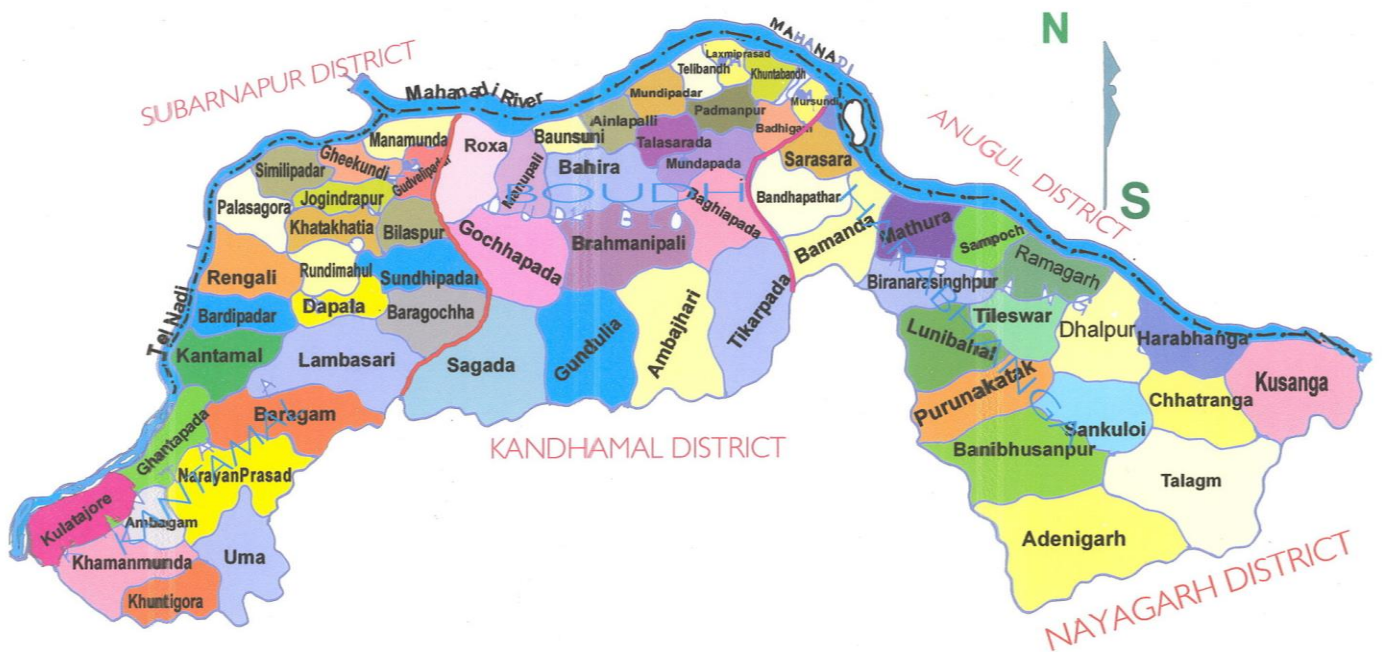 N
S
SUBARNAPUR DISTRICT
ANUGUL DISTRICT
KANDHAMAL DISTRICT
NAYAGARH DISTRICT
MAHANADI
Mahanadi River
Tel Nadi
BOUDH
KANTAMAL
HARABHANGA
Laxmiprasad
Telibandh
Khuntabandh
Mundipadar
Padmanpur
Ainlapalli
Badhigam
Manamunda
Roxa
Baunsuni
Talasarada
Sarasara
Gheekundi
Similipadar
Gudvelipadar
Manupali
Bahira
Mundapada
Jogindrapur
Palasagora
Baghiapada
Bandhapathar
Khatakhatia
Bilaspur
Gochhapada
Brahmanipali
Bamanda
Mathura
Sampoch
Ramagarh
Rengali
Rundimahul
Sundhipadar
Biranarasinghpur
Bardipadar
Dapala
Baragochha
Tikarpada
Tileswar
Dhalpur
Harabhanga
Kantamal
Lambasari
Sagada
Gundulia
Ambajhari
Lunibahal
Purunakatak
Chhatranga
Kusanga
Baragam
Ghantapada
Sankuloi
Banibhusanpur
NarayanPrasad
Talagm
Kulatajore
Ambagam
Adenigarh
Khamanmunda
Uma
Khuntigora